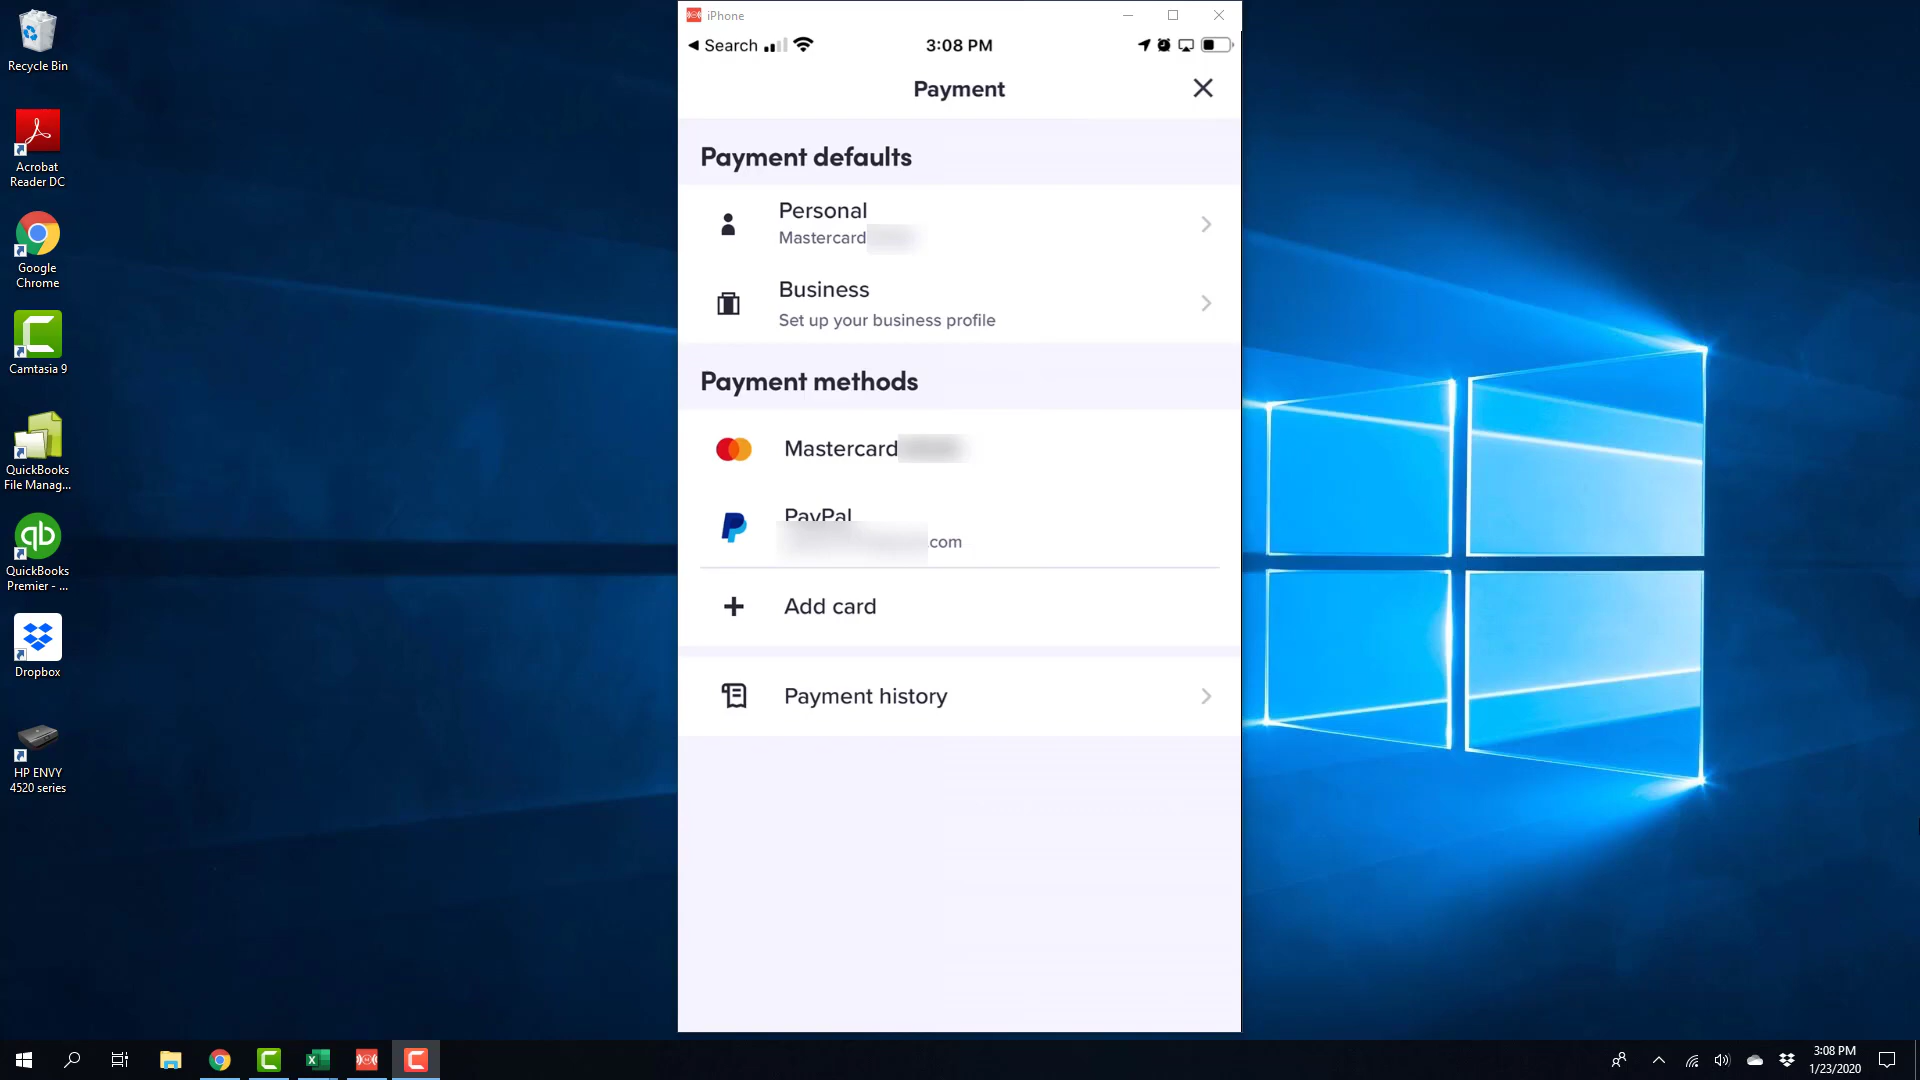 Recycle Bin
Acrobat
Reader DC
Google
Chrome
Camtasia 9
QuickBooks
File Manag...
QuickBooks
Premier - ...
Dropbox
HP ENVY
4520 series
iPhone
Search
3:08 PM
Payment
Payment defaults
Personal
Mastercard
Business
Set up your business profile
Payment methods
Mastercard
PayPal
.com
Add card
Payment history
3:08 PM
1/23/2020